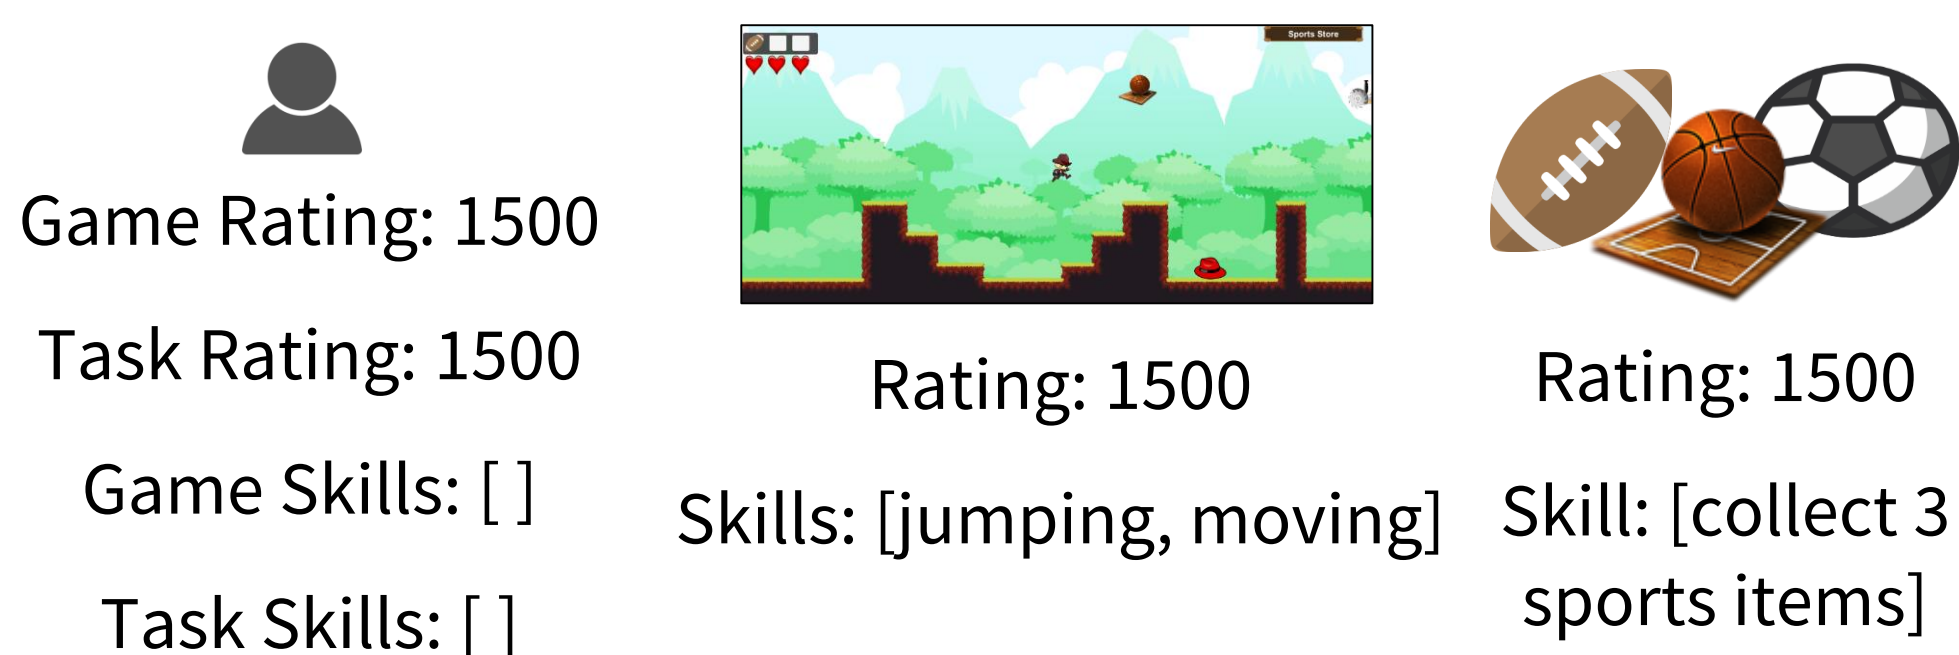 Game Rating: 1500
Task Rating: 1500
Game Skills: [ ]
Task Skills: [ ]
Sports Store
Rating: 1500
Skills: [jumping, moving]
Rating: 1500
Skill: [collect 3
sports items]